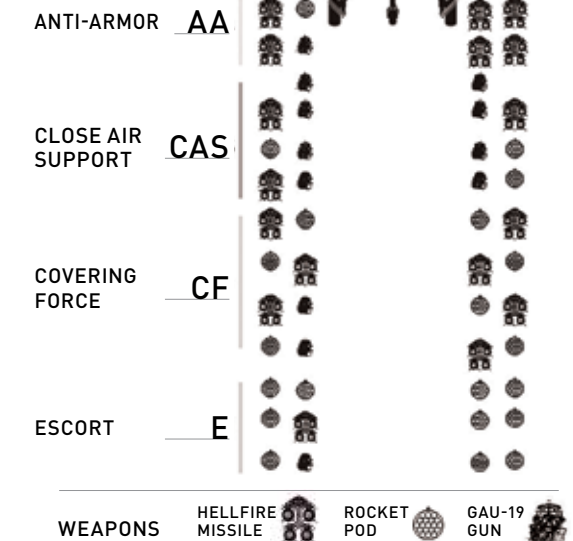 ANTI-ARMOR AA
CLOSE AIR
SUPPORT CAS
COVERING
FORCE CF
ESCORT E
WEAPONS
HELLFIRE
MISSILE
ROCKET
POD
GAU-19
GUN